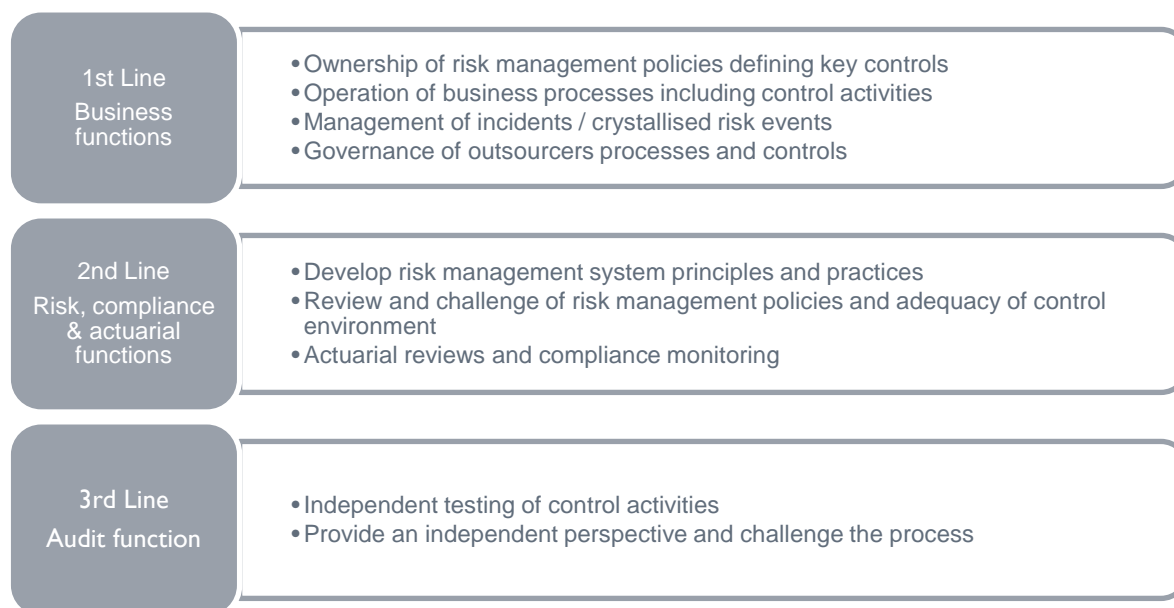 1st Line
Business
functions
•Ownership of risk management policies defining key controls
•Operation of business processes including control activities
•Management of incidents / crystallised risk events
•Governance of outsourcers processes and controls
2nd Line
Risk, compliance
& actuarial
functions
•Develop risk management system principles and practices
•Review and challenge of risk management policies and adequacy of control
environment
•Actuarial reviews and compliance monitoring
3rd Line
Audit function
•Independent testing of control activities
•Provide an independent perspective and challenge the process